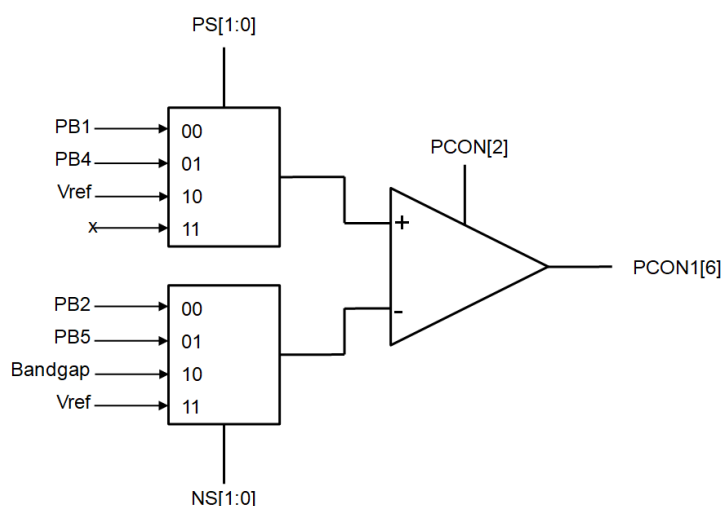 PS[1:0]
PB1
00
PB4
01
Vref
10
x
11
PCON[2]
+
-
PCON1[6]
PB2
00
PB5
01
Bandgap
10
Vref
11
NS[1:0]